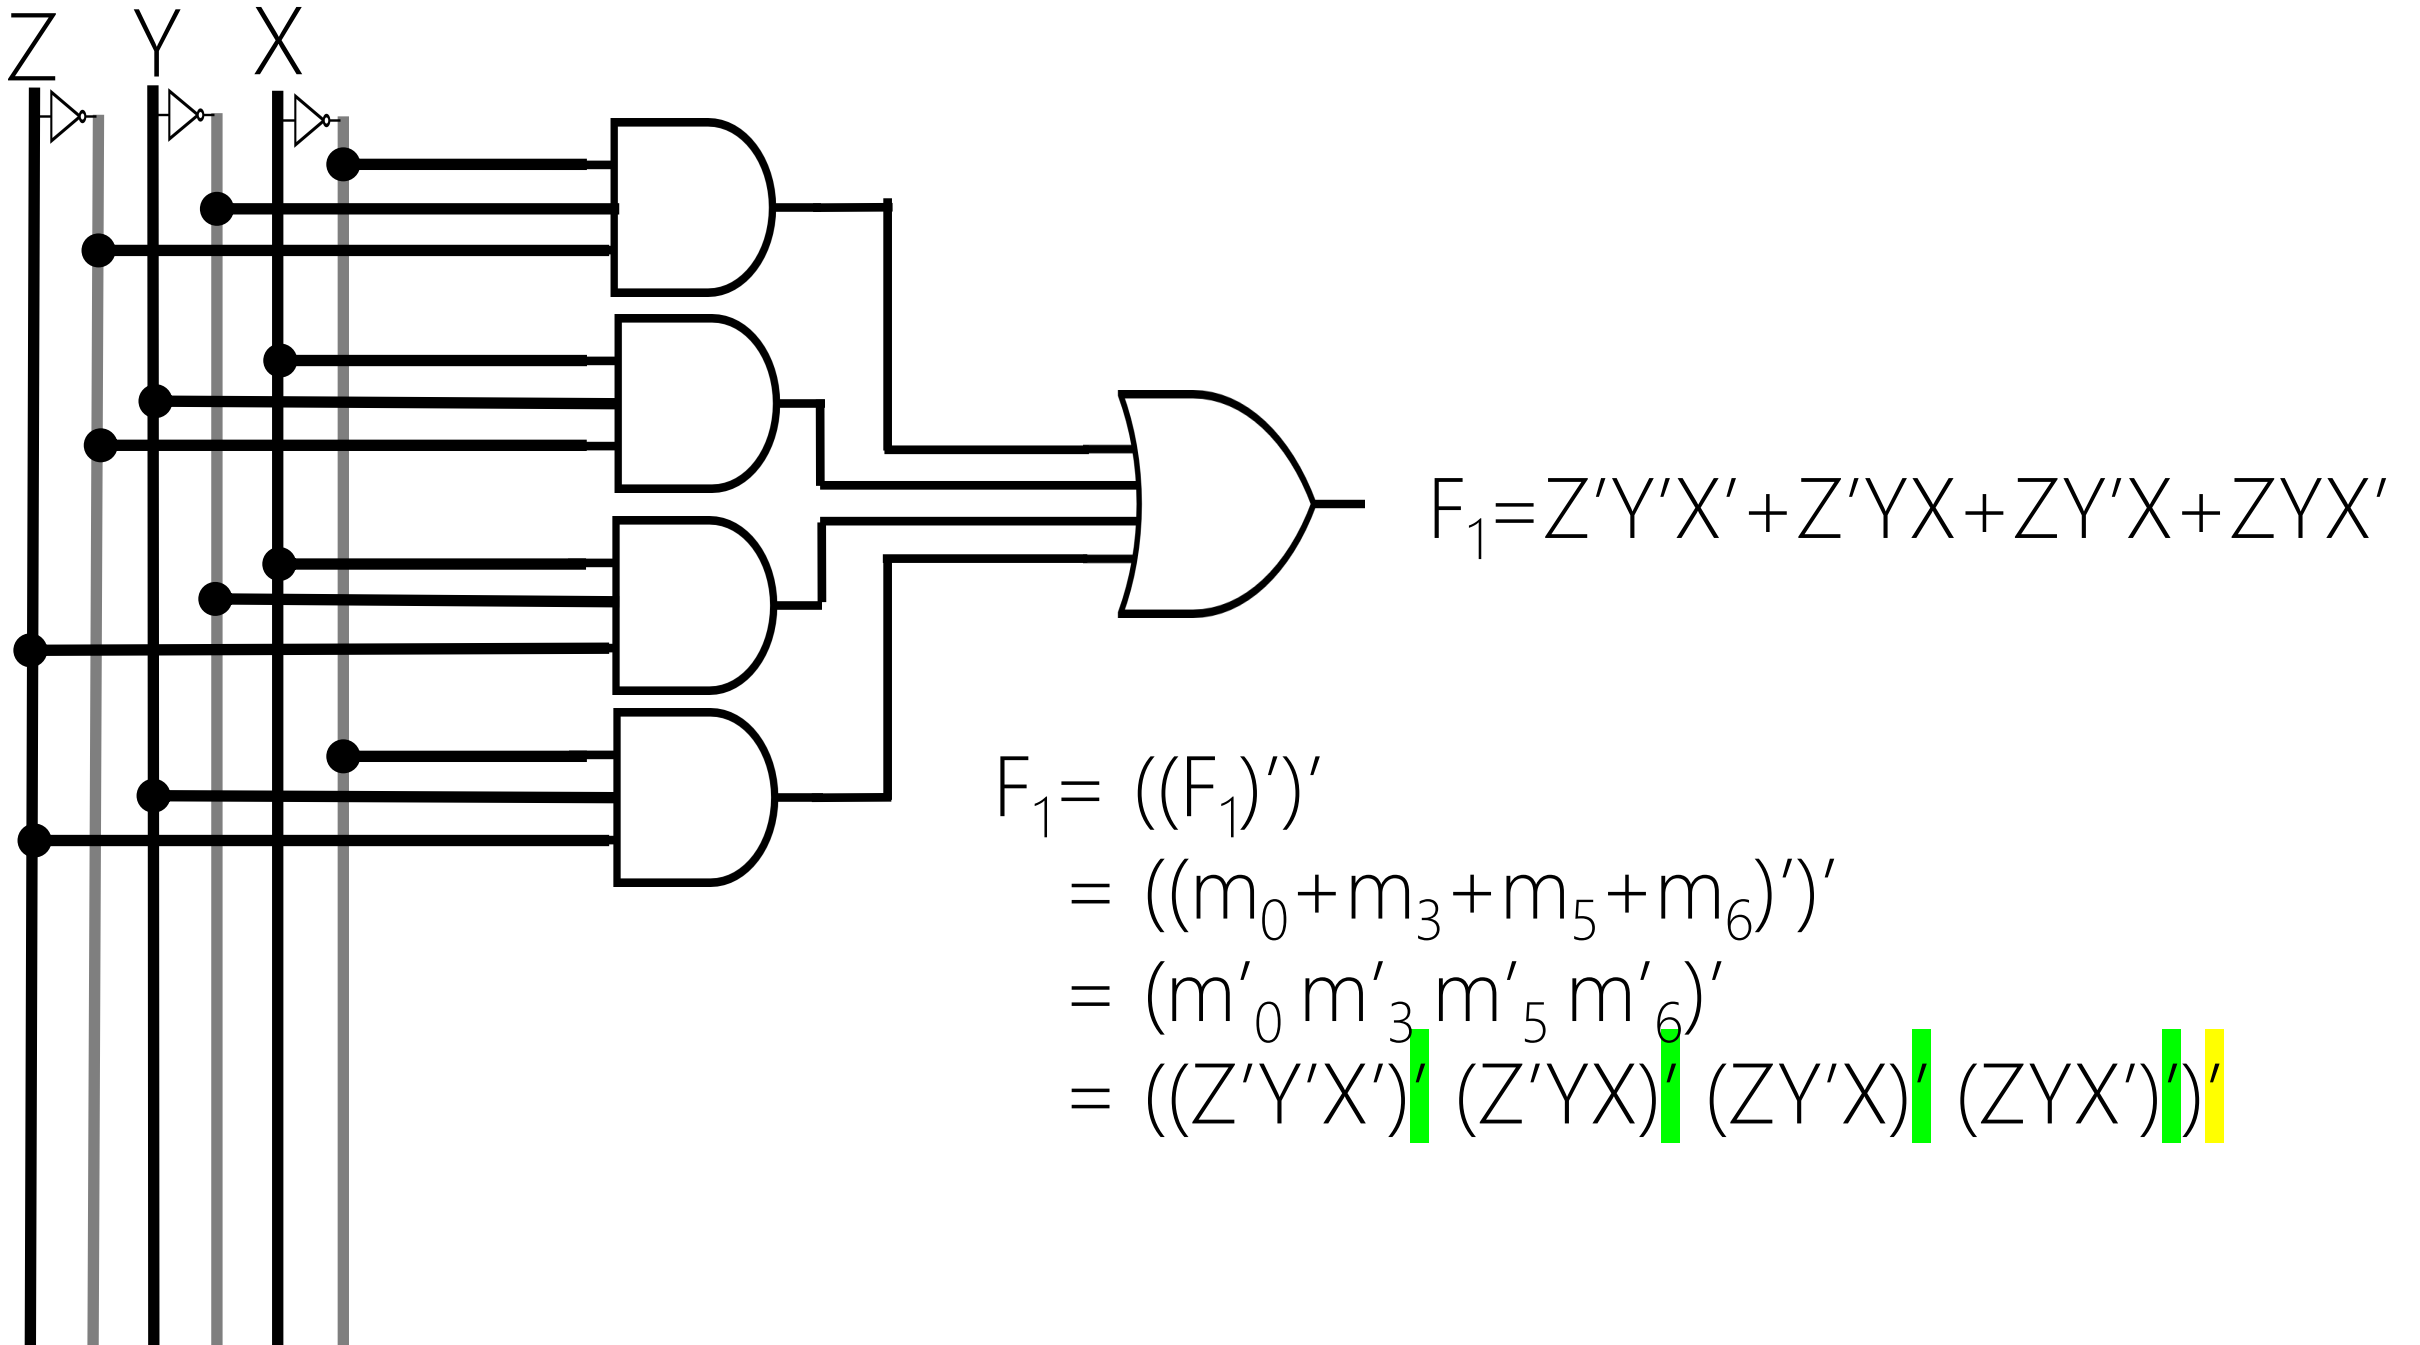 Z Y X
F₁=Z′Y′X′+Z′YX+ZY′X+ZYX′
F₁= ((F₁)′)′
= ((m₀+m₃+m₅+m₆)′)′
= (m′₀ m′₃ m′₅ m′₆)′
= ((Z′Y′X′)′ (Z′YX)′ (ZY′X)′ (ZYX′)′)′